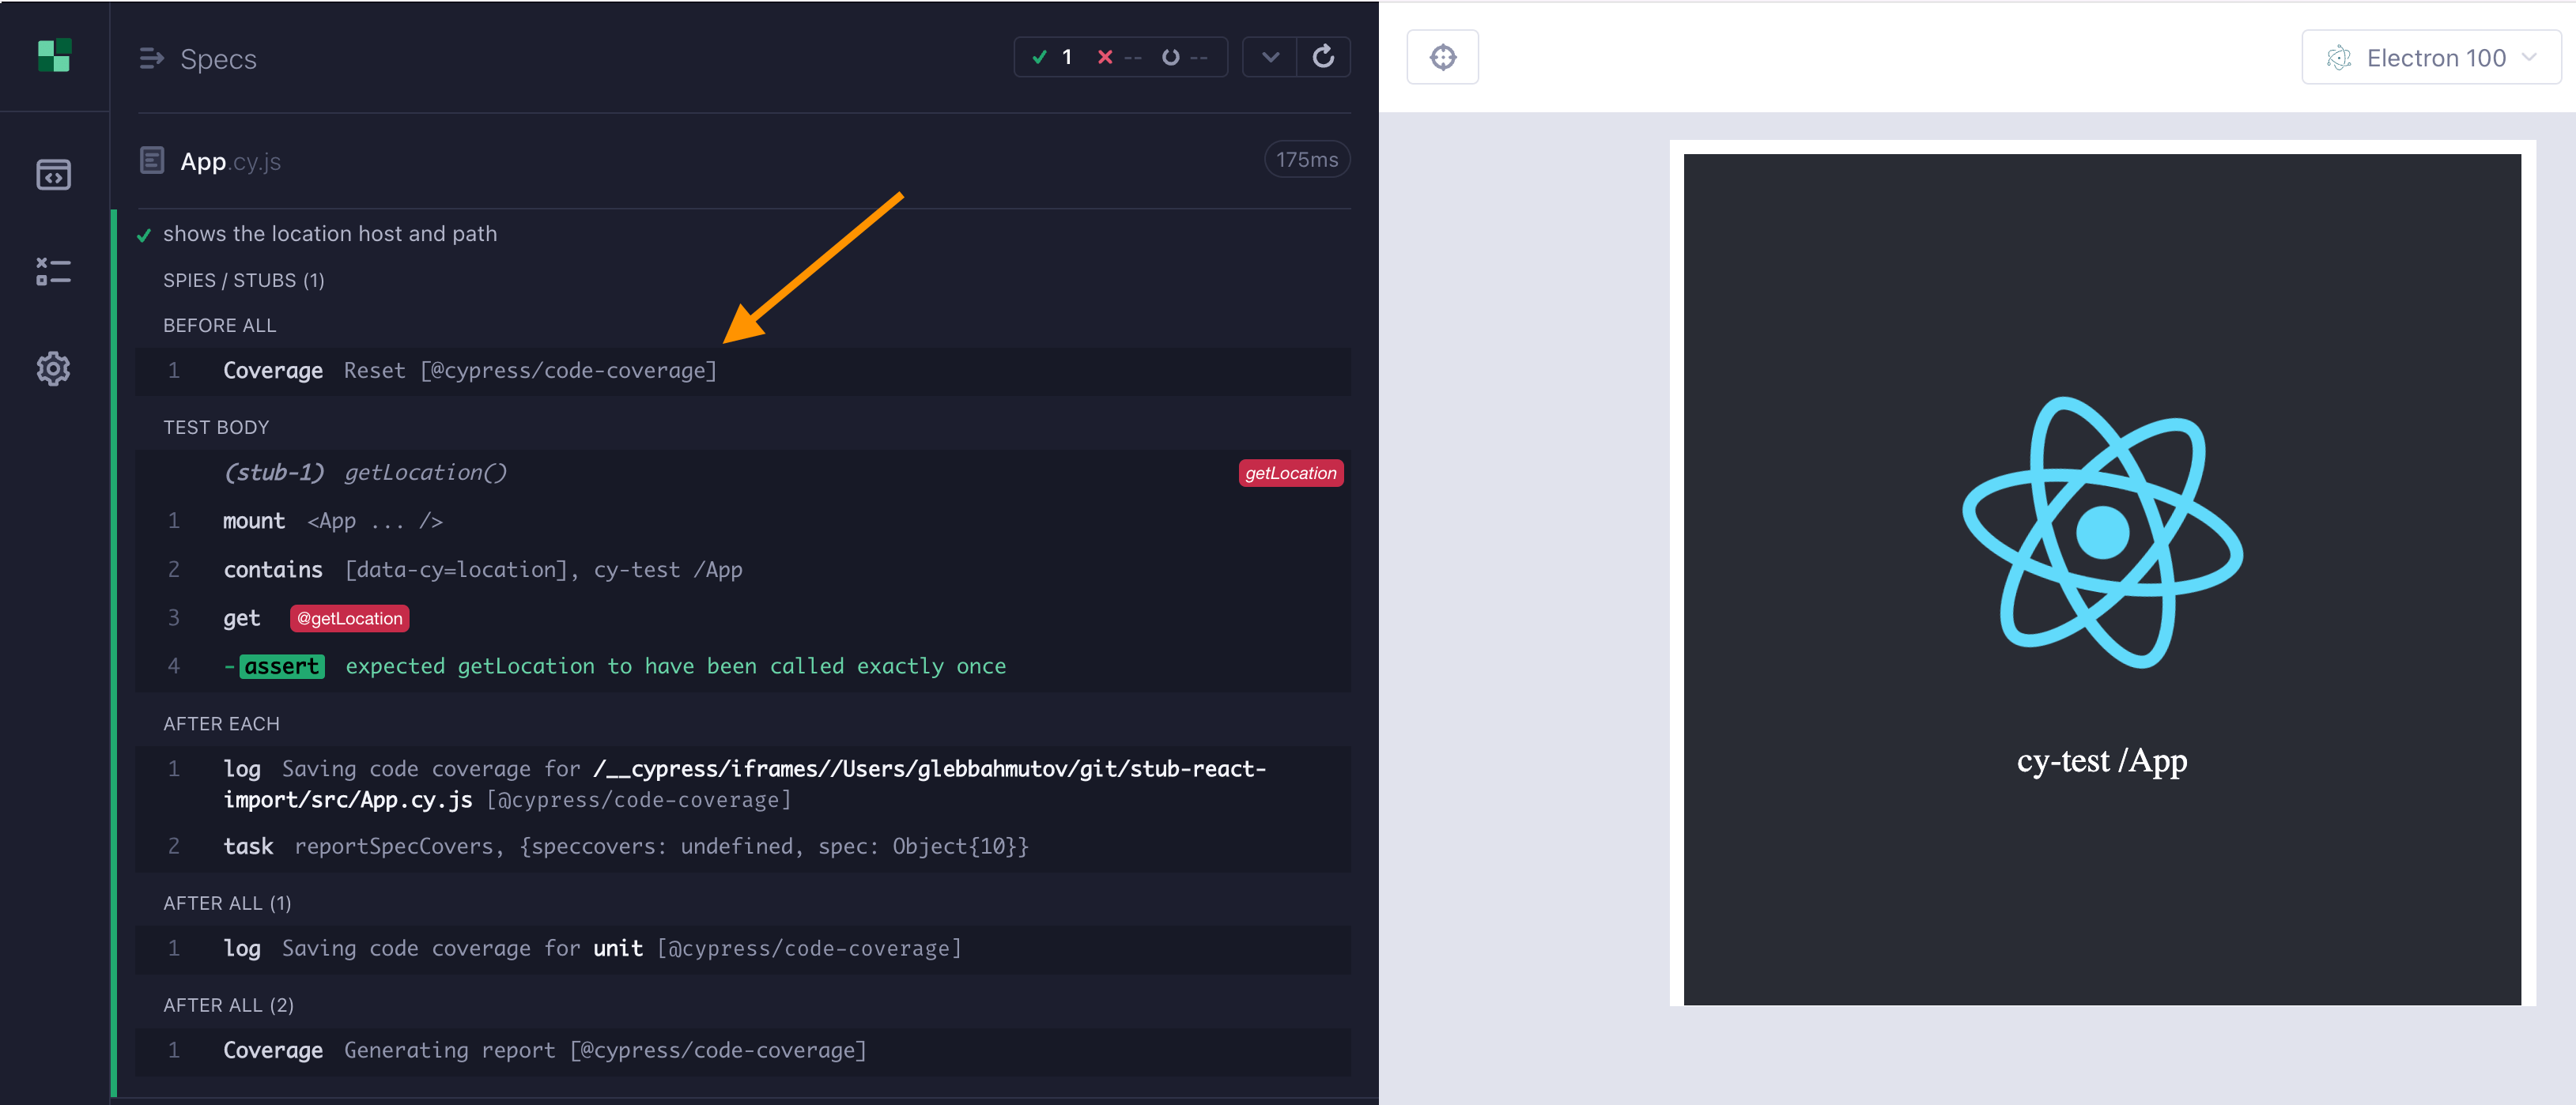 Specs
1 -- --
App.cy.js 175ms
shows the location host and path
SPIES / STUBS (1)
BEFORE ALL
1 Coverage Reset [@cypress/code-coverage]
TEST BODY
(stub-1) getLocation() getLocation
1 mount <App ... />
2 contains [data-cy=location], cy-test /App
3 get @getLocation
4 -assert expected getLocation to have been called exactly once
AFTER EACH
1 log Saving code coverage for /__cypress/iframes//Users/glebbahmutov/git/stub-react-
import/src/App.cy.js [@cypress/code-coverage]
2 task reportSpecCovers, {speccovers: undefined, spec: Object{10}}
AFTER ALL (1)
1 log Saving code coverage for unit [@cypress/code-coverage]
AFTER ALL (2)
1 Coverage Generating report [@cypress/code-coverage]
Electron 100
cy-test /App